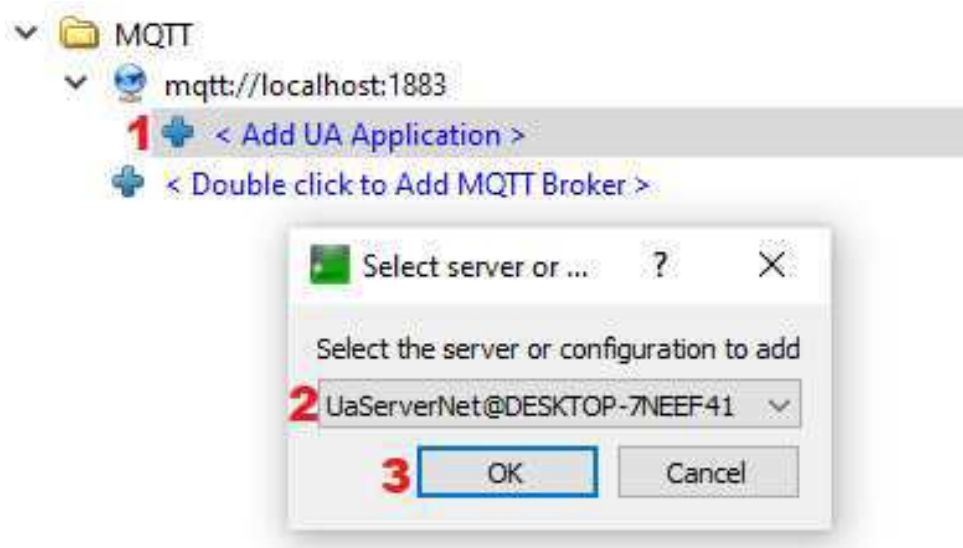 MQTT
mqtt://localhost:1883
1 < Add UA Application >
< Double click to Add MQTT Broker >
Select server or ... ? X
Select the server or configuration to add
2 UaServerNet@DESKTOP-7NEEF41
3 OK Cancel